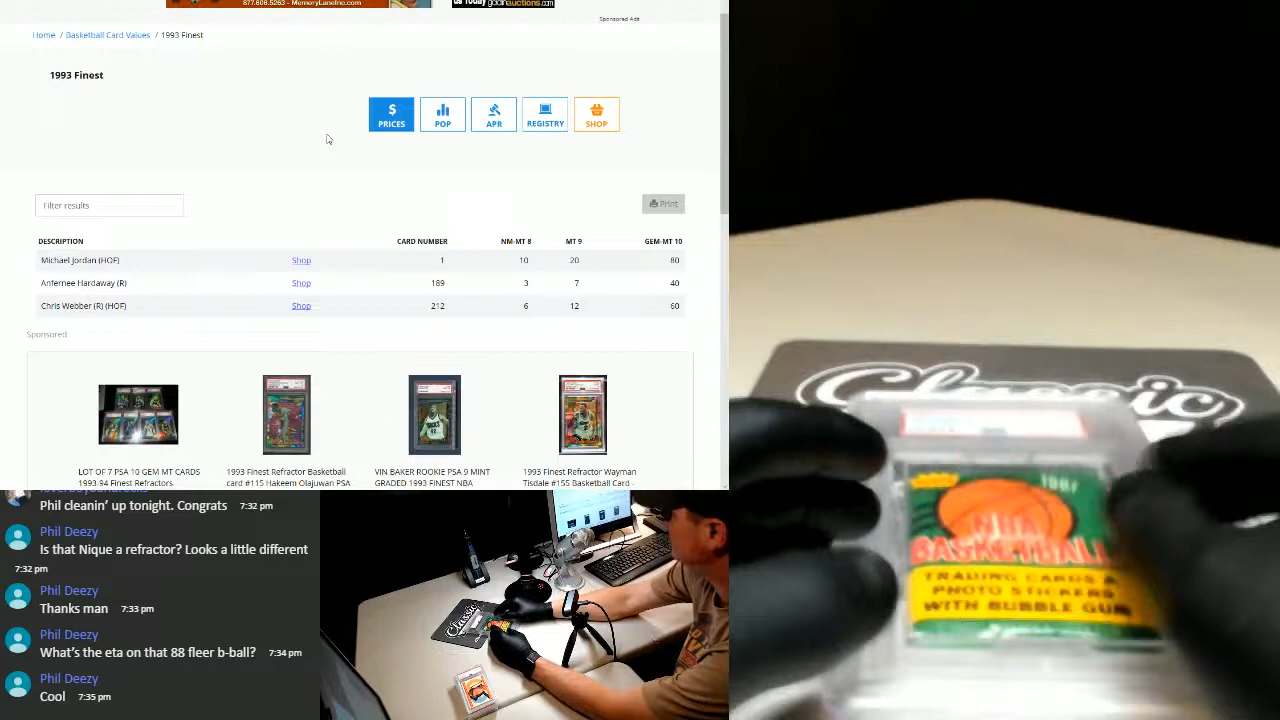 877.606.5263 - MemoryLaneInc.com
us Today goldinauctions.com
Sponsored Ads
Home / Basketball Card Values / 1993 Finest
1993 Finest
$ PRICES
POP
APR
REGISTRY
SHOP
Filter results
Print
DESCRIPTION CARD NUMBER NM-MT 8 MT 9 GEM-MT 10
Michael Jordan (HOF) Shop 1 10 20 80
Anfernee Hardaway (R) Shop 189 3 7 40
Chris Webber (R) (HOF) Shop 212 6 12 60
Sponsored
LOT OF 7 PSA 10 GEM MT CARDS
1993-94 Finest Refractors
1993 Finest Refractor Basketball
card #115 Hakeem Olajuwan PSA
VIN BAKER ROOKIE PSA 9 MINT
GRADED 1993 FINEST NBA
1993 Finest Refractor Wayman
Tisdale #155 Basketball Card -
Phil cleanin' up tonight. Congrats 7:32 pm
Phil Deezy
Is that Nique a refractor? Looks a little different
7:32 pm
Phil Deezy
Thanks man 7:33 pm
Phil Deezy
What's the eta on that 88 fleer b-ball? 7:34 pm
Phil Deezy
Cool 7:35 pm
Classic
Classic
1987
NBA
BASKETBALL
TRADING CARDS &
PHOTO STICKERS
WITH BUBBLE GUM